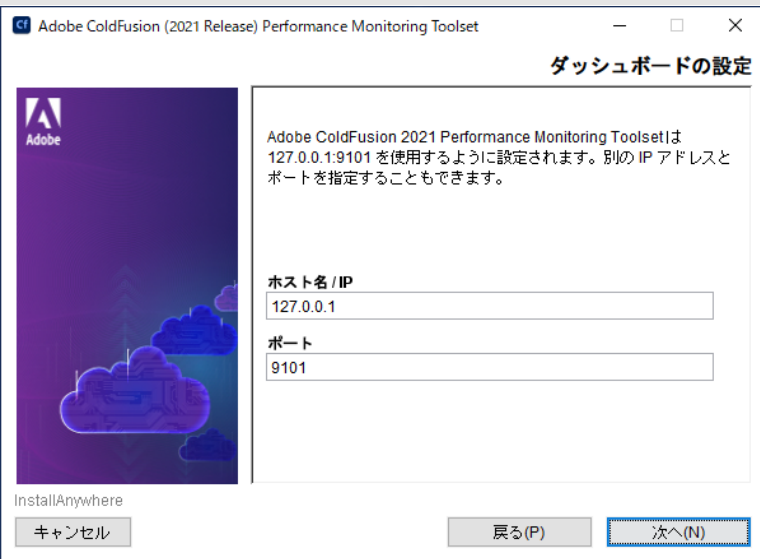 Cf Adobe ColdFusion (2021 Release) Performance Monitoring Toolset
ダッシュボードの設定
Adobe
Adobe ColdFusion 2021 Performance Monitoring Toolsetは
127.0.0.1:9101 を使用するように設定されます。別の IP アドレスと
ポートを指定することもできます。
ホスト名 / IP
127.0.0.1
ポート
9101
InstallAnywhere
キャンセル
戻る(P)
次へ(N)